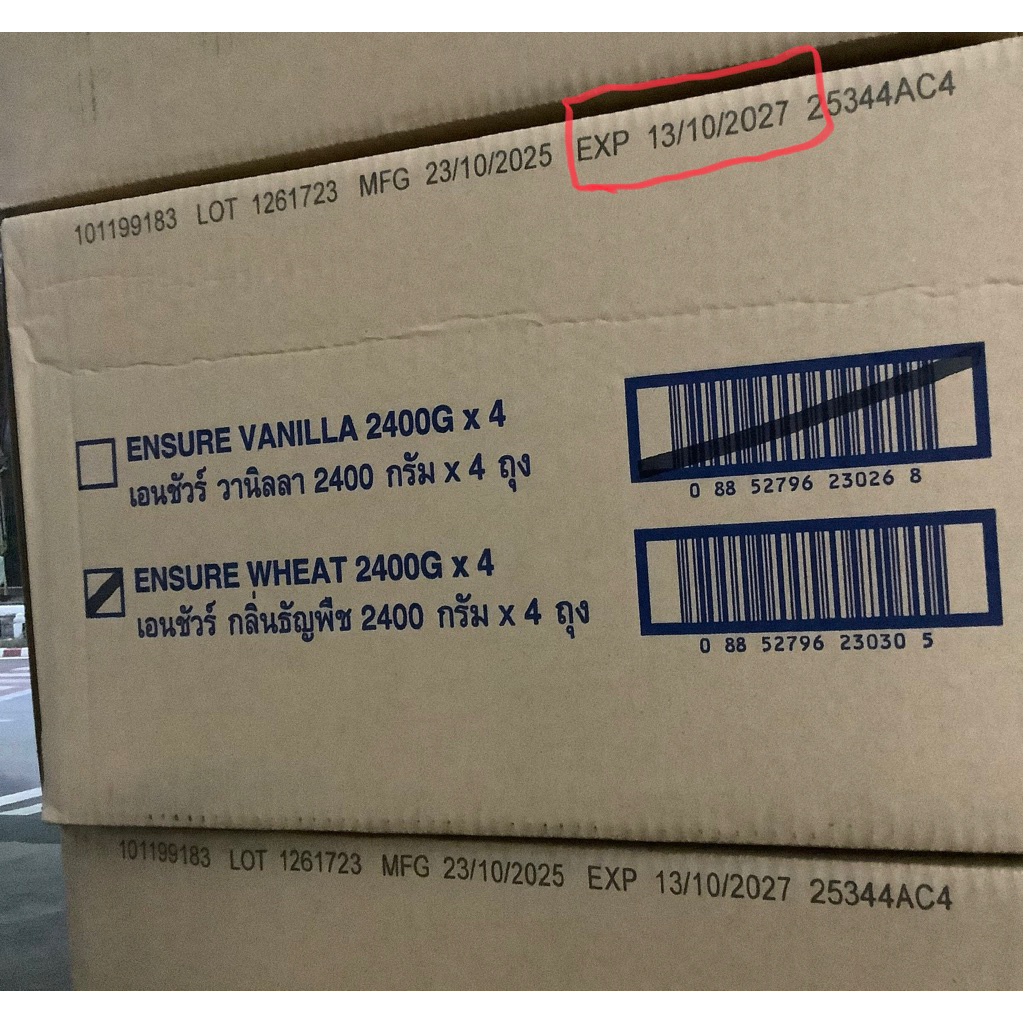 101199183 LOT 1261723 MFG 23/10/2025 EXP 13/10/2027 25344AC4
ENSURE VANILLA 2400G x 4
เอนชัวร์ วานิลลา 2400 กรัม x 4 ถุง
0 88 52796 23026 8
ENSURE WHEAT 2400G x 4
เอนชัวร์ กลิ่นธัญพืช 2400 กรัม x 4 ถุง
0 88 52796 23030 5
101199183 LOT 1261723 MFG 23/10/2025 EXP 13/10/2027 25344AC4